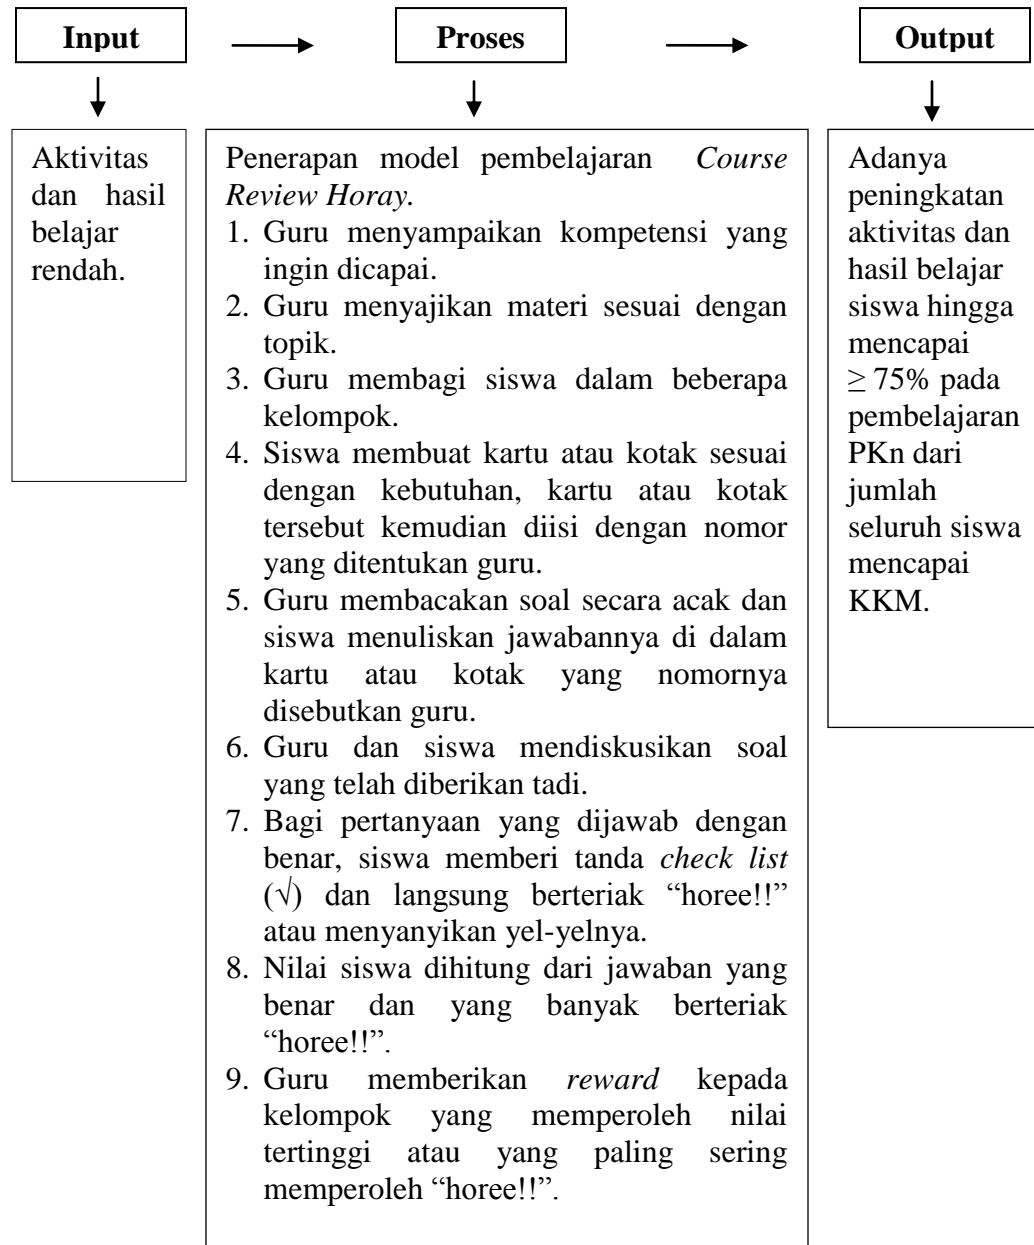 Input
Proses
Output
Aktivitas
dan hasil
belajar
rendah.
Penerapan model pembelajaran Course
Review Horay.
1. Guru menyampaikan kompetensi yang
ingin dicapai.
2. Guru menyajikan materi sesuai dengan
topik.
3. Guru membagi siswa dalam beberapa
kelompok.
4. Siswa membuat kartu atau kotak sesuai
dengan kebutuhan, kartu atau kotak
tersebut kemudian diisi dengan nomor
yang ditentukan guru.
5. Guru membacakan soal secara acak dan
siswa menuliskan jawabannya di dalam
kartu atau kotak yang nomornya
disebutkan guru.
6. Guru dan siswa mendiskusikan soal
yang telah diberikan tadi.
7. Bagi pertanyaan yang dijawab dengan
benar, siswa memberi tanda check list
(√) dan langsung berteriak “horee!!”
atau menyanyikan yel-yelnya.
8. Nilai siswa dihitung dari jawaban yang
benar dan yang banyak berteriak
“horee!!”.
9. Guru memberikan reward kepada
kelompok yang memperoleh nilai
tertinggi atau yang paling sering
memperoleh “horee!!”.
Adanya
peningkatan
aktivitas dan
hasil belajar
siswa hingga
mencapai
≥ 75% pada
pembelajaran
PKn dari
jumlah
seluruh siswa
mencapai
KKM.